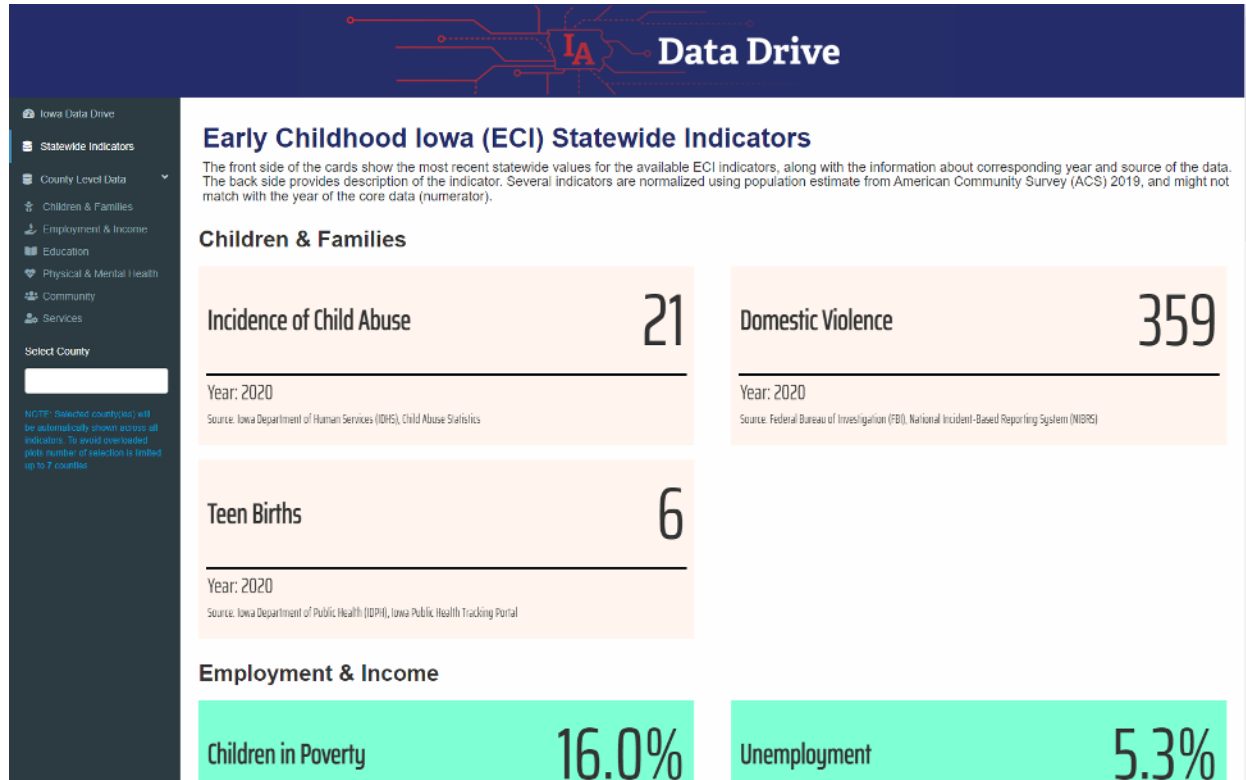 IA Data Drive
Iowa Data Drive
Statewide Indicators
County Level Data
Children & Families
Employment & Income
Education
Physical & Mental Health
Community
Services
Select County
NOTE: Selected county(ies) will
be automatically shown across all
indicators. To avoid overloaded
plots number of selection is limited
up to 7 counties
Early Childhood Iowa (ECI) Statewide Indicators
The front side of the cards show the most recent statewide values for the available ECI indicators, along with the information about corresponding year and source of the data.
The back side provides description of the indicator. Several indicators are normalized using population estimate from American Community Survey (ACS) 2019, and might not
match with the year of the core data (numerator).
Children & Families
Incidence of Child Abuse 21
Year: 2020
Source: Iowa Department of Human Services (IDHS), Child Abuse Statistics
Domestic Violence 359
Year: 2020
Source: Federal Bureau of Investigation (FBI), National Incident-Based Reporting System (NIBRS)
Teen Births 6
Year: 2020
Source: Iowa Department of Public Health (IDPH), Iowa Public Health Tracking Portal
Employment & Income
Children in Poverty 16.0%
Unemployment 5.3%